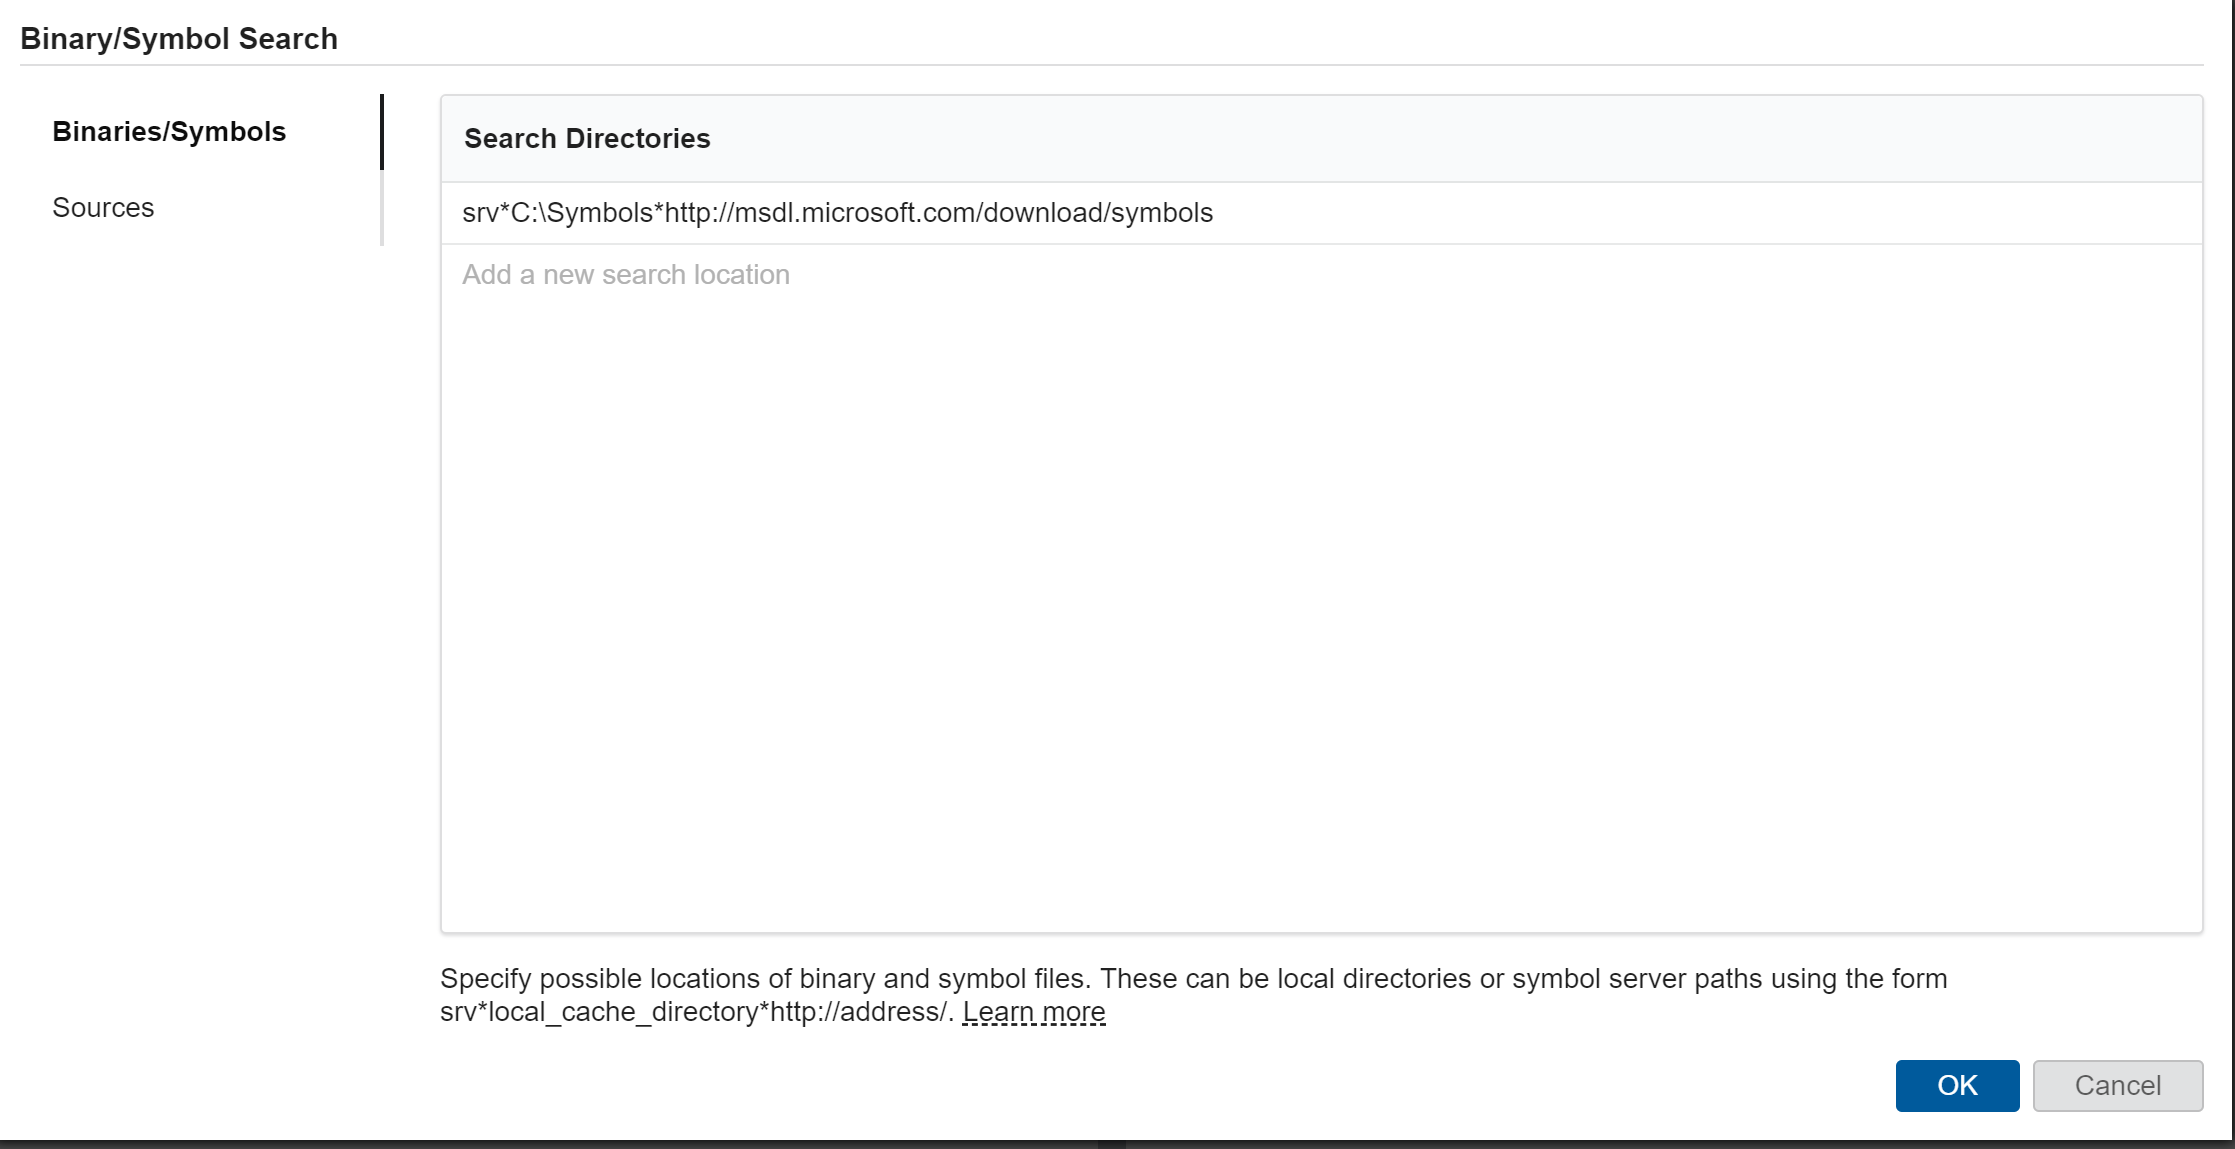 Binary/Symbol Search
Binaries/Symbols
Sources
Search Directories
srv*C:\Symbols*http://msdl.microsoft.com/download/symbols
Add a new search location
Specify possible locations of binary and symbol files. These can be local directories or symbol server paths using the form
srv*local_cache_directory*http://address/. Learn more
OK
Cancel